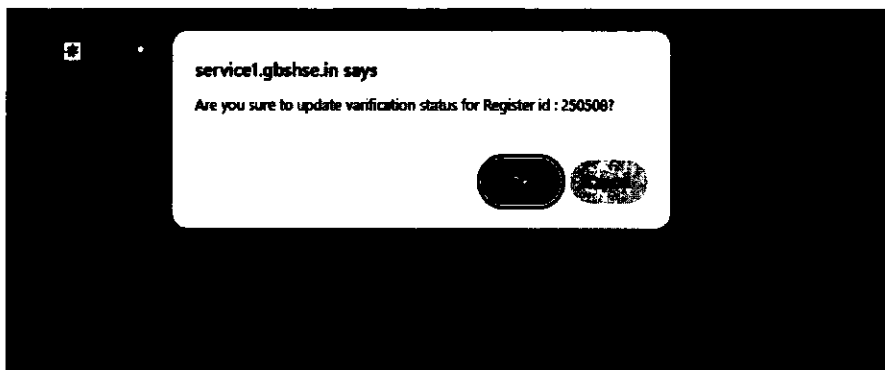 service1.gbshse.in says
Are you sure to update varification status for Register id : 250508?